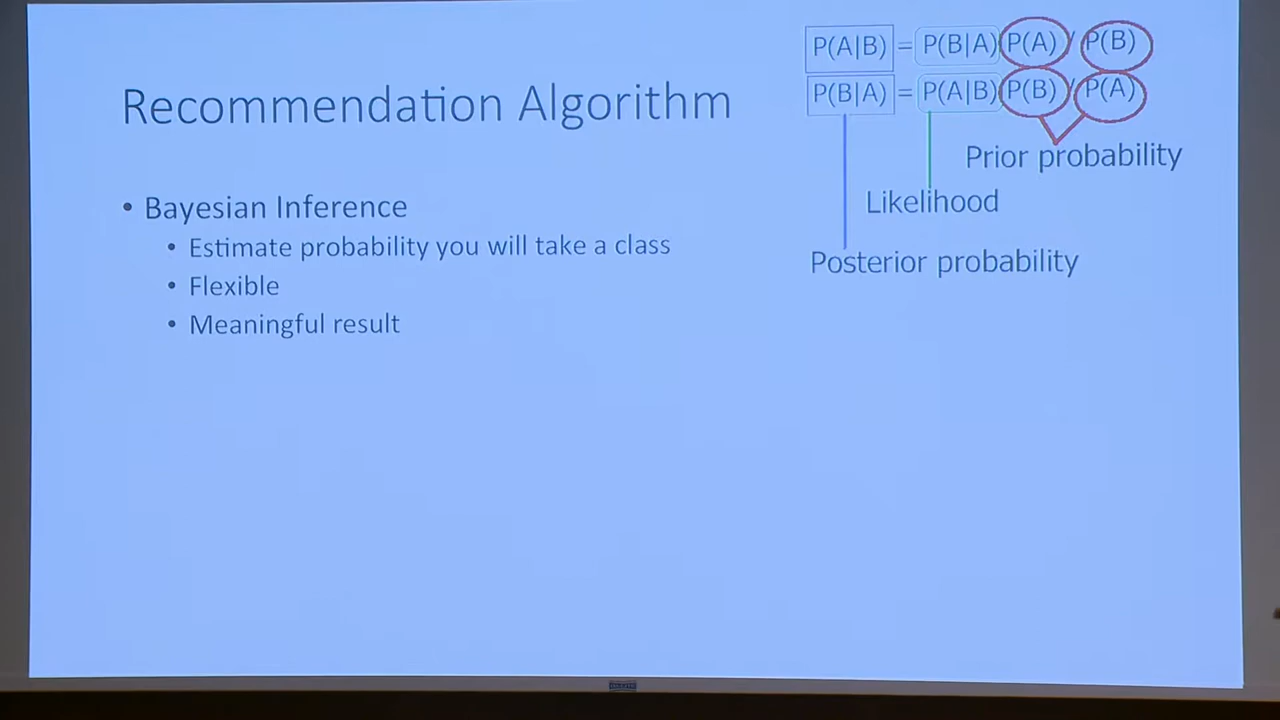 Recommendation Algorithm
• Bayesian Inference
• Estimate probability you will take a class
• Flexible
• Meaningful result
P(A|B) = P(B|A) P(A) / P(B)
P(B|A) = P(A|B) P(B) / P(A)
Prior probability
Likelihood
Posterior probability